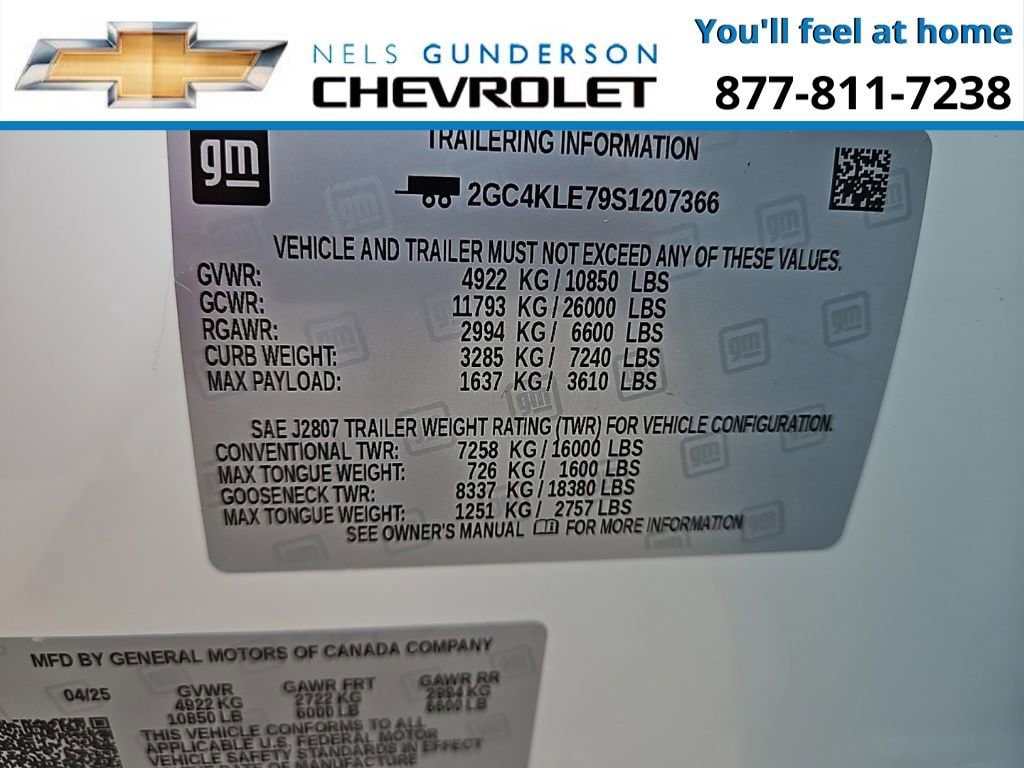 NELS GUNDERSON
CHEVROLET
You'll feel at home
877-811-7238
gm
TRAILERING INFORMATION
2GC4KLE79S1207366
VEHICLE AND TRAILER MUST NOT EXCEED ANY OF THESE VALUES.
GVWR: 4922 KG/10850 LBS
GCWR: 11793 KG/26000 LBS
RGAWR: 2994 KG/ 6600 LBS
CURB WEIGHT: 3285 KG/ 7240 LBS
MAX PAYLOAD: 1637 KG/ 3610 LBS
SAE J2807 TRAILER WEIGHT RATING (TWR) FOR VEHICLE CONFIGURATION.
CONVENTIONAL TWR: 7258 KG/16000 LBS
MAX TONGUE WEIGHT: 726 KG/ 1600 LBS
GOOSENECK TWR: 8337 KG/18380 LBS
MAX TONGUE WEIGHT: 1251 KG/ 2757 LBS
SEE OWNER'S MANUAL FOR MORE INFORMATION
MFD BY GENERAL MOTORS OF CANADA COMPANY
04/25 GVWR GAWR FRT GAWR RR
4922 KG 2722 KG 2994 KG
10850 LB 6000 LB 6600 LB
THIS VEHICLE CONFORMS TO ALL
APPLICABLE U.S. FEDERAL MOTOR
VEHICLE SAFETY STANDARDS IN EFFECT
DATE OF MANUFACTURE